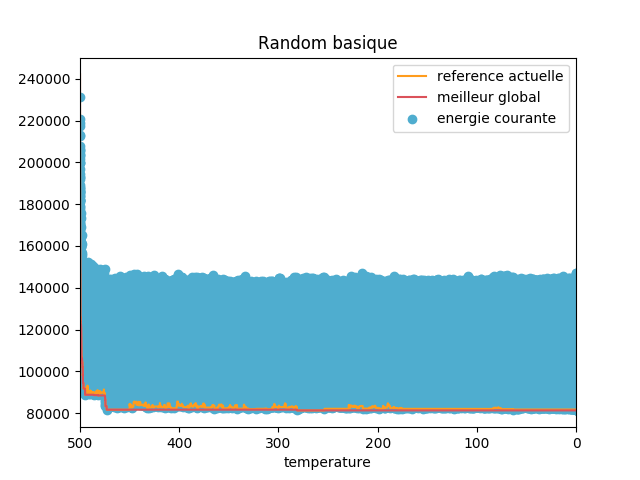 Random basique
reference actuelle
meilleur global
energie courante
240000
220000
200000
180000
160000
140000
120000
100000
80000
500 400 300 200 100 0
temperature